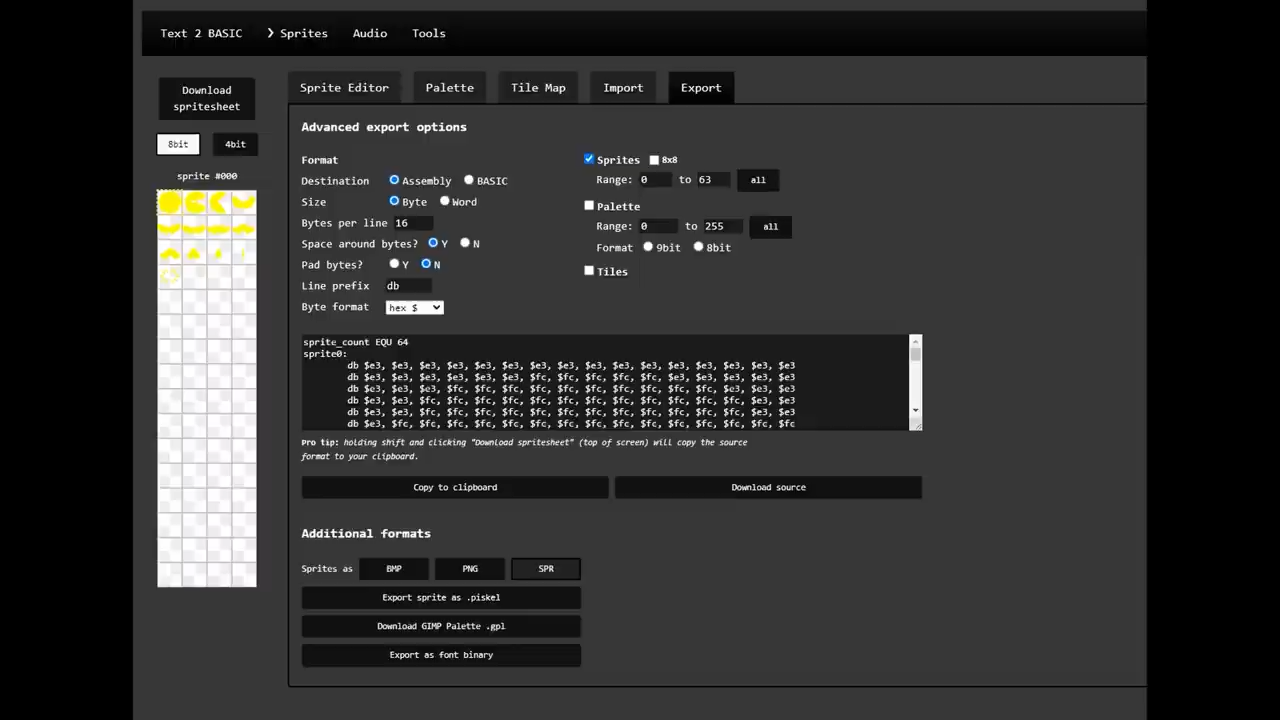 Text 2 BASIC ❯ Sprites Audio Tools
Download
spritesheet
8bit 4bit
sprite #000
Sprite Editor Palette Tile Map Import Export
Advanced export options
Format
Destination Assembly BASIC
Size Byte Word
Bytes per line 16
Space around bytes? Y N
Pad bytes? Y N
Line prefix db
Byte format hex $
Sprites 8x8
Range: 0 to 63 all
Palette
Range: 0 to 255 all
Format 9bit 8bit
Tiles
sprite_count EQU 64
sprite0:
db $e3, $e3, $e3, $e3, $e3, $e3, $e3, $e3, $e3, $e3, $e3, $e3, $e3, $e3, $e3, $e3
db $e3, $e3, $e3, $e3, $e3, $e3, $fc, $fc, $fc, $fc, $fc, $e3, $e3, $e3, $e3, $e3
db $e3, $e3, $e3, $fc, $fc, $fc, $fc, $fc, $fc, $fc, $fc, $fc, $fc, $e3, $e3, $e3
db $e3, $e3, $fc, $fc, $fc, $fc, $fc, $fc, $fc, $fc, $fc, $fc, $fc, $fc, $e3, $e3
db $e3, $e3, $fc, $fc, $fc, $fc, $fc, $fc, $fc, $fc, $fc, $fc, $fc, $fc, $e3, $e3
db $e3, $fc, $fc, $fc, $fc, $fc, $fc, $fc, $fc, $fc, $fc, $fc, $fc, $fc, $fc, $fc
Pro tip: holding shift and clicking "Download spritesheet" (top of screen) will copy the source
format to your clipboard.
Copy to clipboard Download source
Additional formats
Sprites as BMP PNG SPR
Export sprite as .piskel
Download GIMP Palette .gpl
Export as font binary